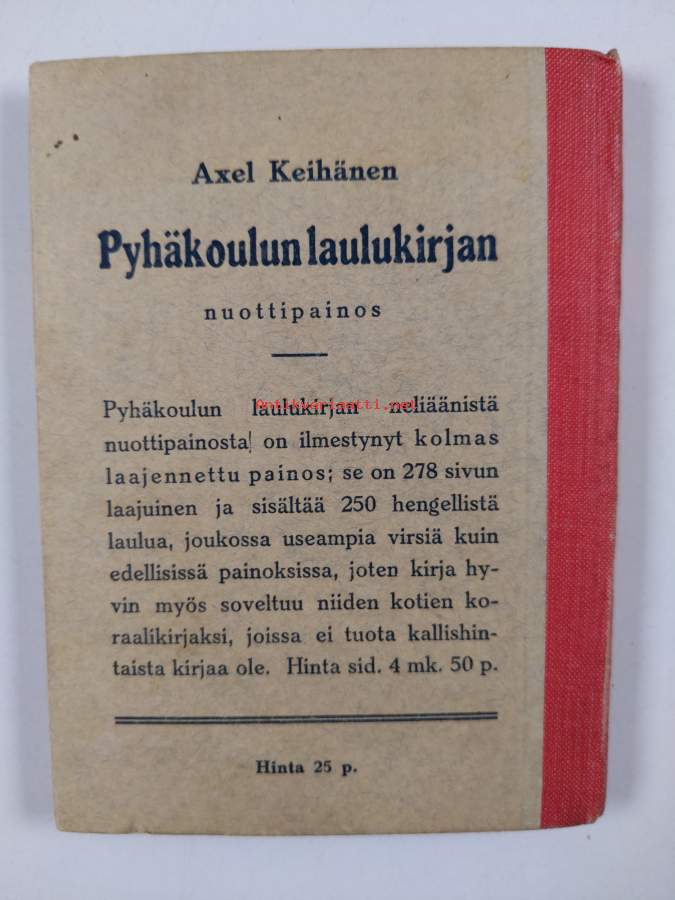 Axel Keihänen
Pyhäkoulun laulukirjan
nuottipainos
Pyhäkoulun laulukirjan neliäänistä
Antikvariaatti.net
nuottipainosta on ilmestynyt kolmas
laajennettu painos; se on 278 sivun
laajuinen ja sisältää 250 hengellistä
laulua, joukossa useampia virsiä kuin
edellisissä painoksissa, joten kirja hy-
vin myös soveltuu niiden kotien ko-
raalikirjaksi, joissa ei tuota kallishin-
taista kirjaa ole. Hinta sid. 4 mk. 50 p.
Hinta 25 p.